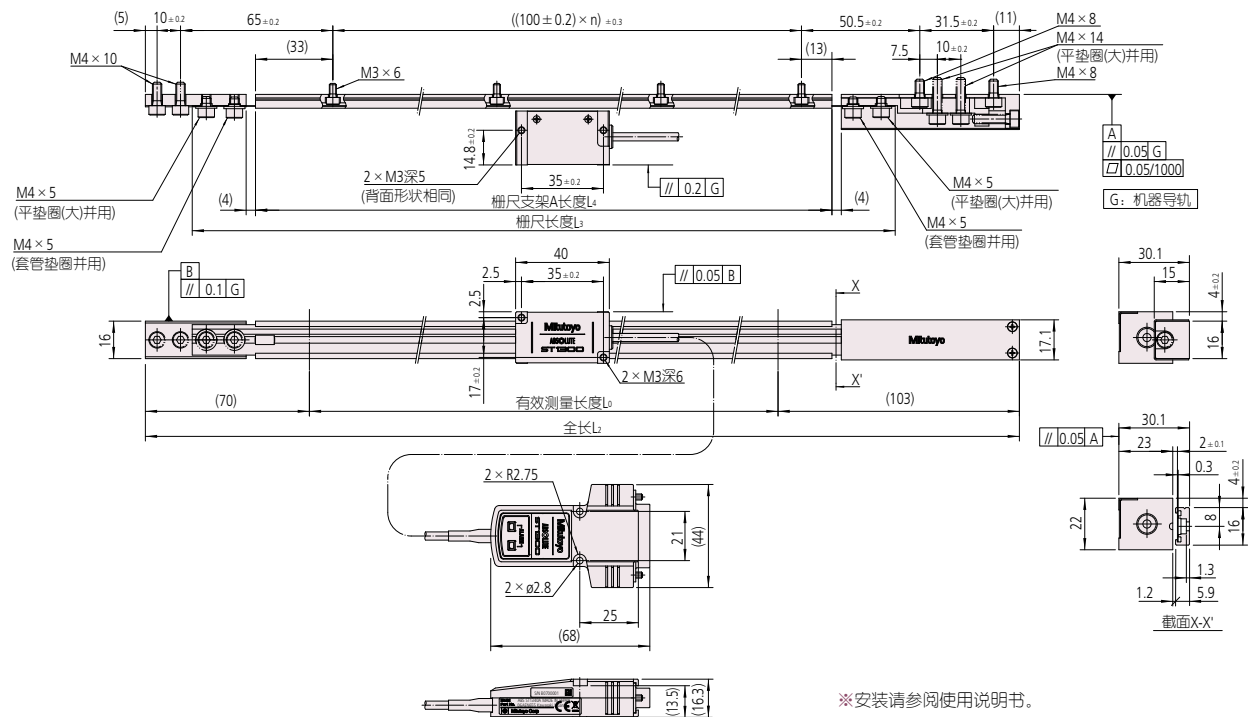 (5)
10±0.2
65±0.2
((100±0.2)×n)±0.3
50.5±0.2
31.5±0.2
(11)
M4×8
M4×14
(平垫圈(大)并用)
M4×8
M4×10
(33)
M3×6
(13)
7.5
10±0.2
A
// 0.05 G
0.05/1000
G：机器导轨
14.8±0.2
2×M3深5
(背面形状相同)
35±0.2
// 0.2 G
M4×5
(平垫圈(大)并用)
(4)
栅尺支架A长度L4
(4)
M4×5
(平垫圈(大)并用)
栅尺长度L3
M4×5
(套管垫圈并用)
M4×5
(套管垫圈并用)
B
// 0.1 G
40
2.5
35±0.2
// 0.05 B
2.5
X
30.1
15
4±0.2
16
Mitutoyo
ABSOLUTE
ST1300
Mitutoyo
17.1
16
17±0.2
2×M3深6
X'
(70)
有效测量长度L0
(103)
全长L2
// 0.05 A
30.1
23
2±0.1
0.3
4±0.2
22
8
16
1.3
1.2
5.9
截面X-X'
2×R2.75
Mitutoyo
ABSOLUTE
ST1300
21
(44)
2×ø2.8
25
(68)
Mitutoyo Corp
CE
(13.5)
(16.3)
※安装请参阅使用说明书。